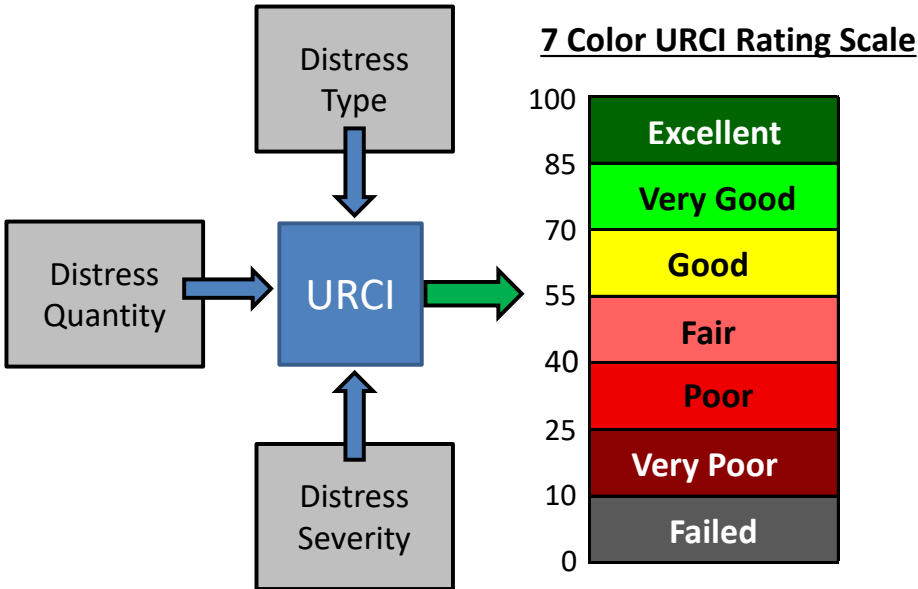 7 Color URCI Rating Scale
Distress
Type
Distress
Quantity
URCI
Distress
Severity
100
Excellent
85
Very Good
70
Good
55
Fair
40
Poor
25
Very Poor
10
Failed
0